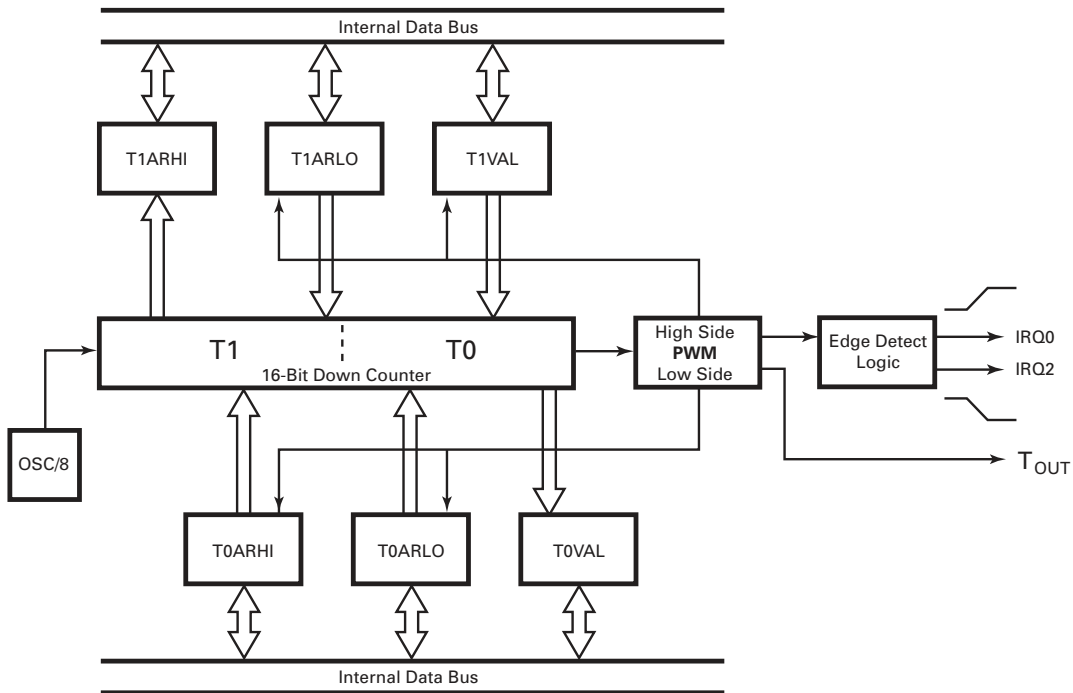 Internal Data Bus
T1ARHI
T1ARLO
T1VAL
High Side
PWM
Low Side
Edge Detect
Logic
IRQ0
IRQ2
T1
T0
16-Bit Down Counter
OSC/8
TOUT
T0ARHI
T0ARLO
T0VAL
Internal Data Bus